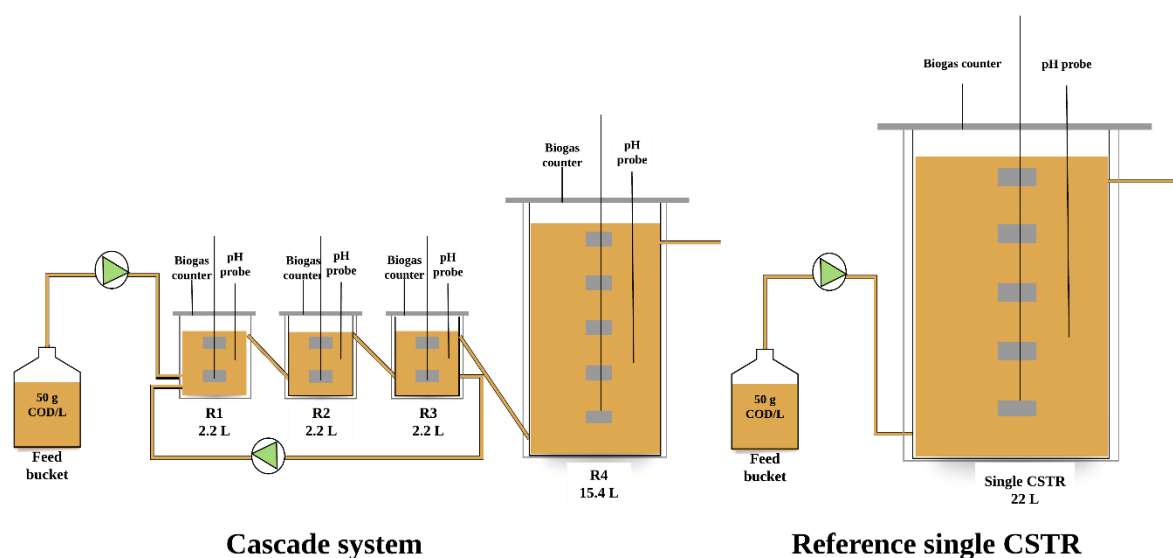 Biogas counter
pH probe
Biogas
counter
pH
probe
Biogas
counter
pH
probe
Biogas
counter
pH
probe
Biogas
counter
pH
probe
50 g
COD/L
Feed
bucket
R1
2.2 L
R2
2.2 L
R3
2.2 L
R4
15.4 L
50 g
COD/L
Feed
bucket
Single CSTR
22 L
Cascade system
Reference single CSTR